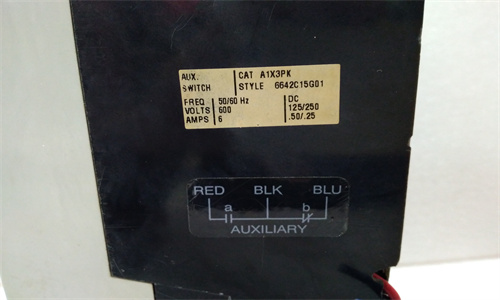 AUX. CAT A1X3PK
SWITCH STYLE 6642C15G01
FREQ 50/60 Hz DC
VOLTS 600 125/250
AMPS 6 .50/.25
RED BLK BLU
a b
AUXILIARY